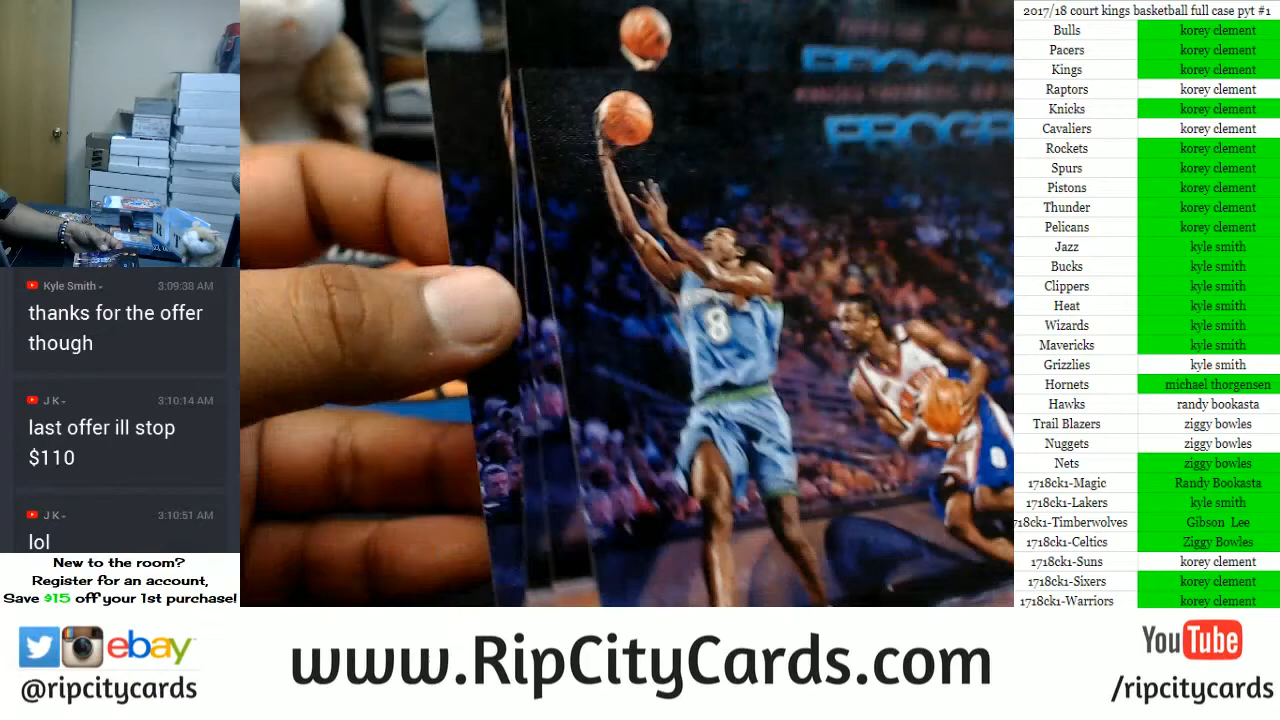 2017/18 court kings basketball full case pyt #1
Bulls korey clement
Pacers korey clement
Kings korey clement
Raptors korey clement
Knicks korey clement
Cavaliers korey clement
Rockets korey clement
Spurs korey clement
Pistons korey clement
Thunder korey clement
Pelicans korey clement
Jazz kyle smith
Bucks kyle smith
Clippers kyle smith
Heat kyle smith
Wizards kyle smith
Mavericks kyle smith
Grizzlies kyle smith
Hornets michael thorgensen
Hawks randy bookasta
Trail Blazers ziggy bowles
Nuggets ziggy bowles
Nets ziggy bowles
1718ck1-Magic Randy Bookasta
1718ck1-Lakers kyle smith
718ck1-Timberwolves Gibson Lee
1718ck1-Celtics Ziggy Bowles
1718ck1-Suns korey clement
1718ck1-Sixers korey clement
1718ck1-Warriors korey clement
Kyle Smith 3:09:38 AM
thanks for the offer
though
J K 3:10:14 AM
last offer ill stop
$110
J K 3:10:51 AM
lol
New to the room?
Register for an account,
Save $15 off your 1st purchase!
8
8
ebay
@ripcitycards
www.RipCityCards.com
YouTube
/ripcitycards